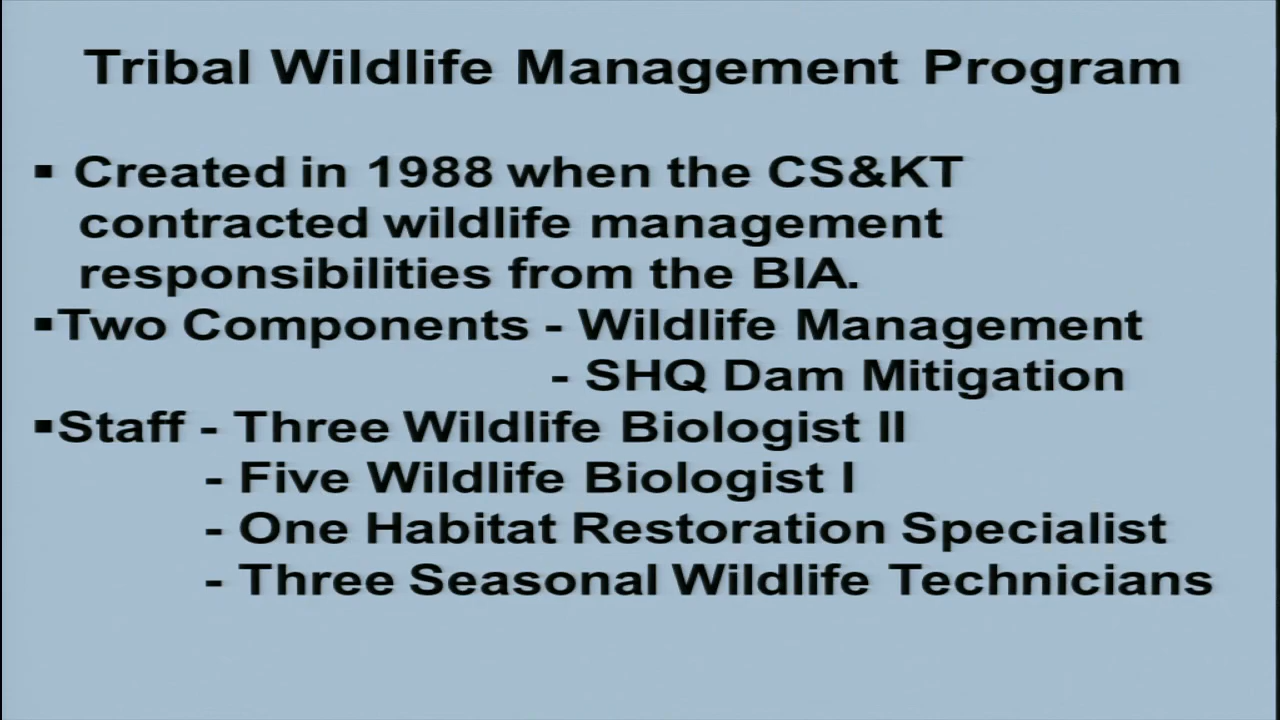 Tribal Wildlife Management Program
▪ Created in 1988 when the CS&KT
contracted wildlife management
responsibilities from the BIA.
▪Two Components - Wildlife Management
- SHQ Dam Mitigation
▪Staff - Three Wildlife Biologist II
- Five Wildlife Biologist I
- One Habitat Restoration Specialist
- Three Seasonal Wildlife Technicians